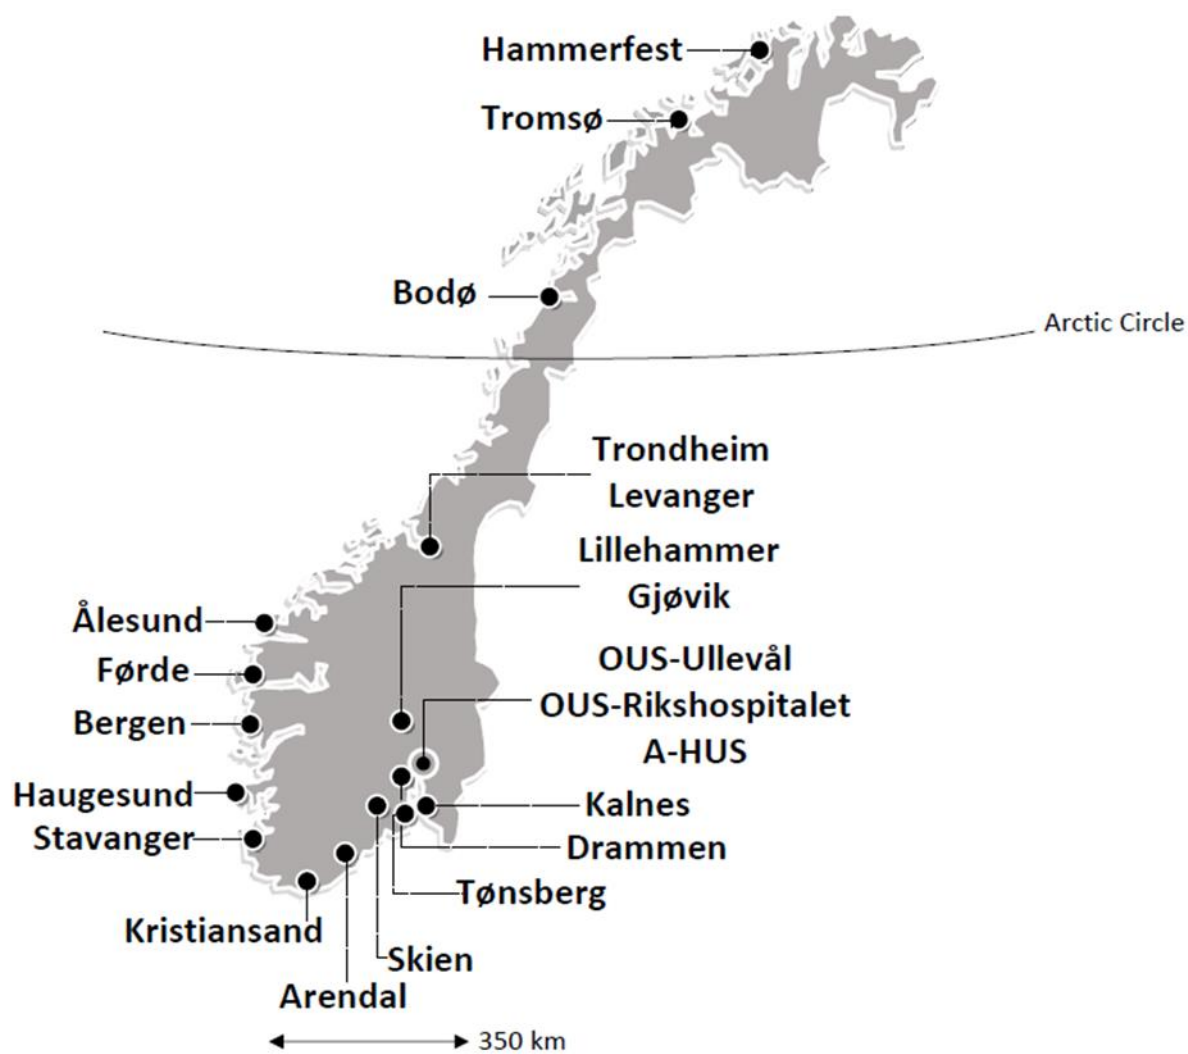 Hammerfest
Tromsø
Bodø
Arctic Circle
Trondheim
Levanger
Lillehammer
Gjøvik
Ålesund
OUS-Ullevål
Førde
OUS-Rikshospitalet
Bergen
A-HUS
Haugesund
Kalnes
Stavanger
Drammen
Tønsberg
Kristiansand
Skien
Arendal
350 km